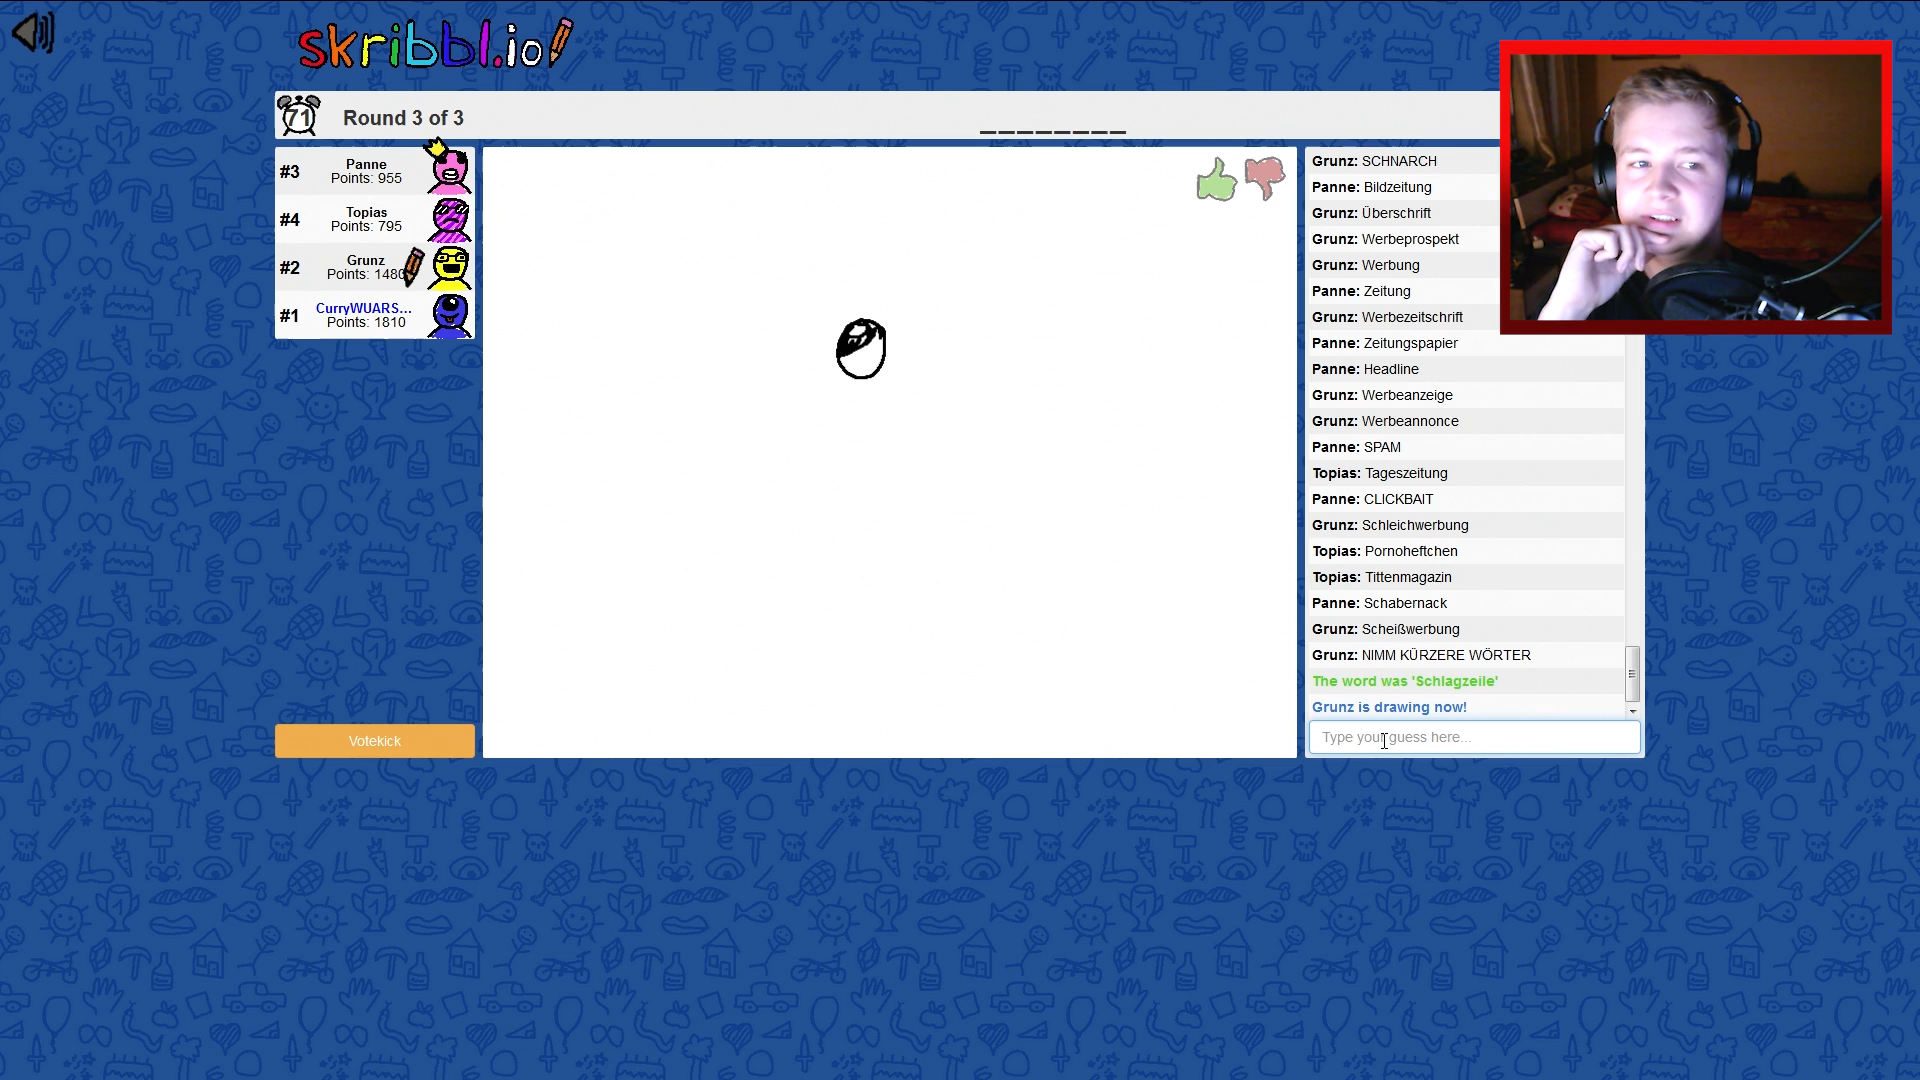 skribbl.io
71
Round 3 of 3
________
#3
Panne
Points: 955
#4
Topias
Points: 795
#2
Grunz
Points: 1480
#1
CurryWUARS...
Points: 1810
Votekick
Grunz: SCHNARCH
Panne: Bildzeitung
Grunz: Überschrift
Grunz: Werbeprospekt
Grunz: Werbung
Panne: Zeitung
Grunz: Werbezeitschrift
Panne: Zeitungspapier
Panne: Headline
Grunz: Werbeanzeige
Grunz: Werbeannonce
Panne: SPAM
Topias: Tageszeitung
Panne: CLICKBAIT
Grunz: Schleichwerbung
Topias: Pornoheftchen
Topias: Tittenmagazin
Panne: Schabernack
Grunz: Scheißwerbung
Grunz: NIMM KÜRZERE WÖRTER
The word was 'Schlagzeile'
Grunz is drawing now!
Type your guess here...